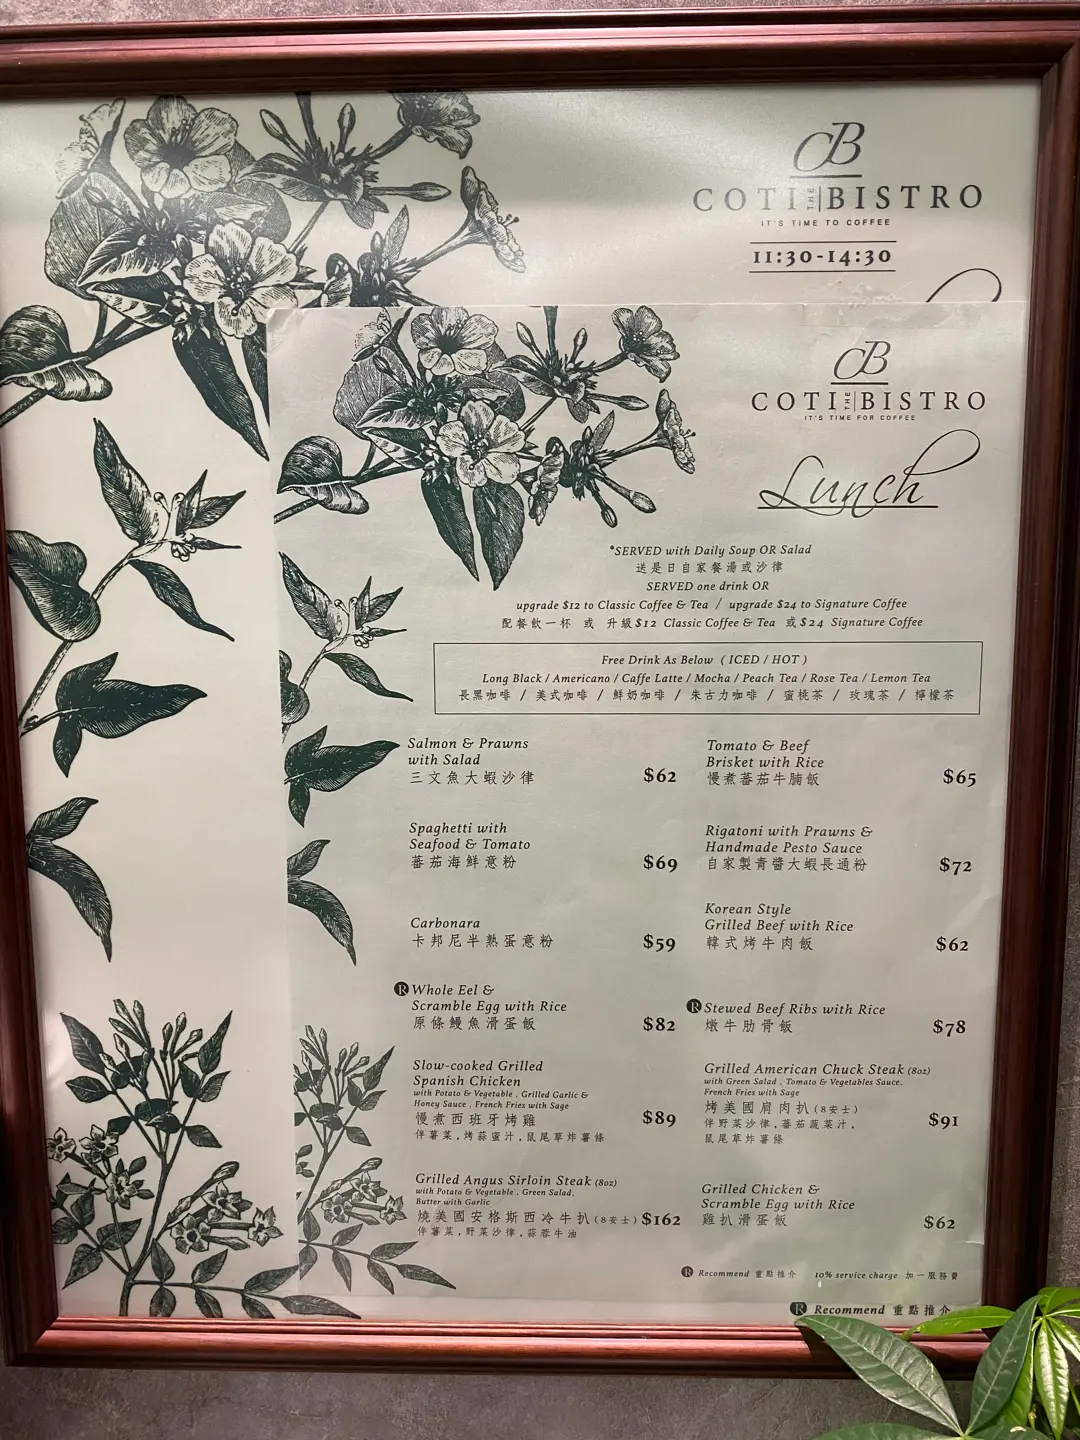 CB
COTI THE BISTRO
IT'S TIME TO COFFEE
11:30-14:30
CB
COTI THE BISTRO
IT'S TIME FOR COFFEE
Lunch
*SERVED with Daily Soup OR Salad
送是日自家餐湯或沙律
SERVED one drink OR
upgrade $12 to Classic Coffee & Tea / upgrade $24 to Signature Coffee
配餐飲一杯 或 升級$12 Classic Coffee & Tea 或$24 Signature Coffee
Free Drink As Below ( ICED / HOT )
Long Black / Americano / Caffe Latte / Mocha / Peach Tea / Rose Tea / Lemon Tea
長黑咖啡 / 美式咖啡 / 鮮奶咖啡 / 朱古力咖啡 / 蜜桃茶 / 玫瑰茶 / 檸檬茶
Salmon & Prawns
with Salad
三文魚大蝦沙律 $62
Spaghetti with
Seafood & Tomato
蕃茄海鮮意粉 $69
Carbonara
卡邦尼半熟蛋意粉 $59
R Whole Eel &
Scramble Egg with Rice
原條鰻魚滑蛋飯 $82
Slow-cooked Grilled
Spanish Chicken
with Potato & Vegetable , Grilled Garlic &
Honey Sauce , French Fries with Sage
慢煮西班牙烤雞 $89
伴薯菜,烤蒜蜜汁,鼠尾草炸薯條
Grilled Angus Sirloin Steak (8oz)
with Potato & Vegetable , Green Salad,
Butter with Garlic
燒美國安格斯西冷牛扒(8安士) $162
伴薯菜,野菜沙律,蒜蓉牛油
Tomato & Beef
Brisket with Rice
慢煮蕃茄牛腩飯 $65
Rigatoni with Prawns &
Handmade Pesto Sauce
自家製青醬大蝦長通粉 $72
Korean Style
Grilled Beef with Rice
韓式烤牛肉飯 $62
R Stewed Beef Ribs with Rice
燉牛肋骨飯 $78
Grilled American Chuck Steak (8oz)
with Green Salad , Tomato & Vegetables Sauce,
French Fries with Sage
烤美國肩肉扒(8安士)
伴野菜沙律,蕃茄蔬菜汁, $91
鼠尾草炸薯條
Grilled Chicken &
Scramble Egg with Rice
雞扒滑蛋飯 $62
R Recommend 重點推介 10% service charge 加一服務費
R Recommend 重點推介